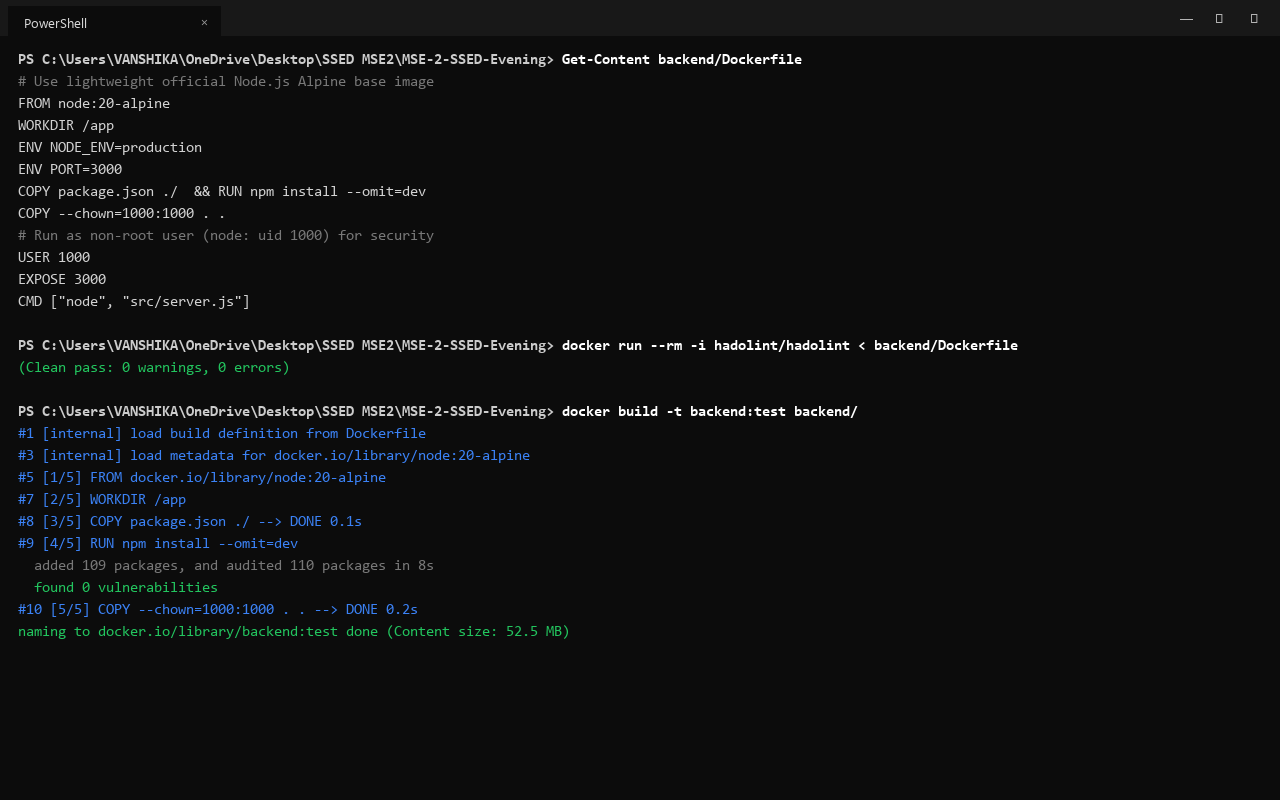 PowerShell
PS C:\Users\VANSHIKA\OneDrive\Desktop\SSED MSE2\MSE-2-SSED-Evening> Get-Content backend/Dockerfile
# Use lightweight official Node.js Alpine base image
FROM node:20-alpine
WORKDIR /app
ENV NODE_ENV=production
ENV PORT=3000
COPY package.json ./  && RUN npm install --omit=dev
COPY --chown=1000:1000 . .
# Run as non-root user (node: uid 1000) for security
USER 1000
EXPOSE 3000
CMD ["node", "src/server.js"]
PS C:\Users\VANSHIKA\OneDrive\Desktop\SSED MSE2\MSE-2-SSED-Evening> docker run --rm -i hadolint/hadolint < backend/Dockerfile
(Clean pass: 0 warnings, 0 errors)
PS C:\Users\VANSHIKA\OneDrive\Desktop\SSED MSE2\MSE-2-SSED-Evening> docker build -t backend:test backend/
#1 [internal] load build definition from Dockerfile
#3 [internal] load metadata for docker.io/library/node:20-alpine
#5 [1/5] FROM docker.io/library/node:20-alpine
#7 [2/5] WORKDIR /app
#8 [3/5] COPY package.json ./ --> DONE 0.1s
#9 [4/5] RUN npm install --omit=dev
  added 109 packages, and audited 110 packages in 8s
  found 0 vulnerabilities
#10 [5/5] COPY --chown=1000:1000 . . --> DONE 0.2s
naming to docker.io/library/backend:test done (Content size: 52.5 MB)